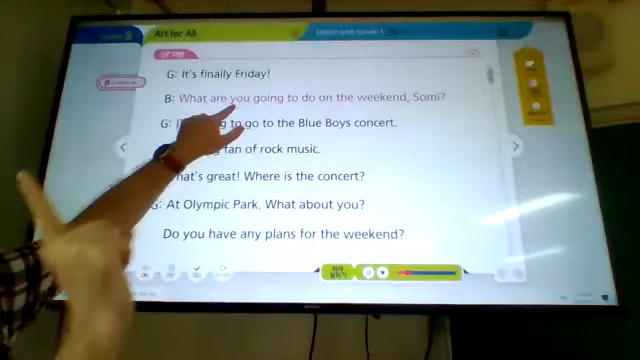 5
Art for All
G: It's finally Friday!
B: What are you going to do on the weekend, Somi?
G: to go to the Blue Boys concert.
fan of rock music.
hat's great! Where is the concert?
G: At Olympic Park. What about you?
Do you have any plans for the weekend?